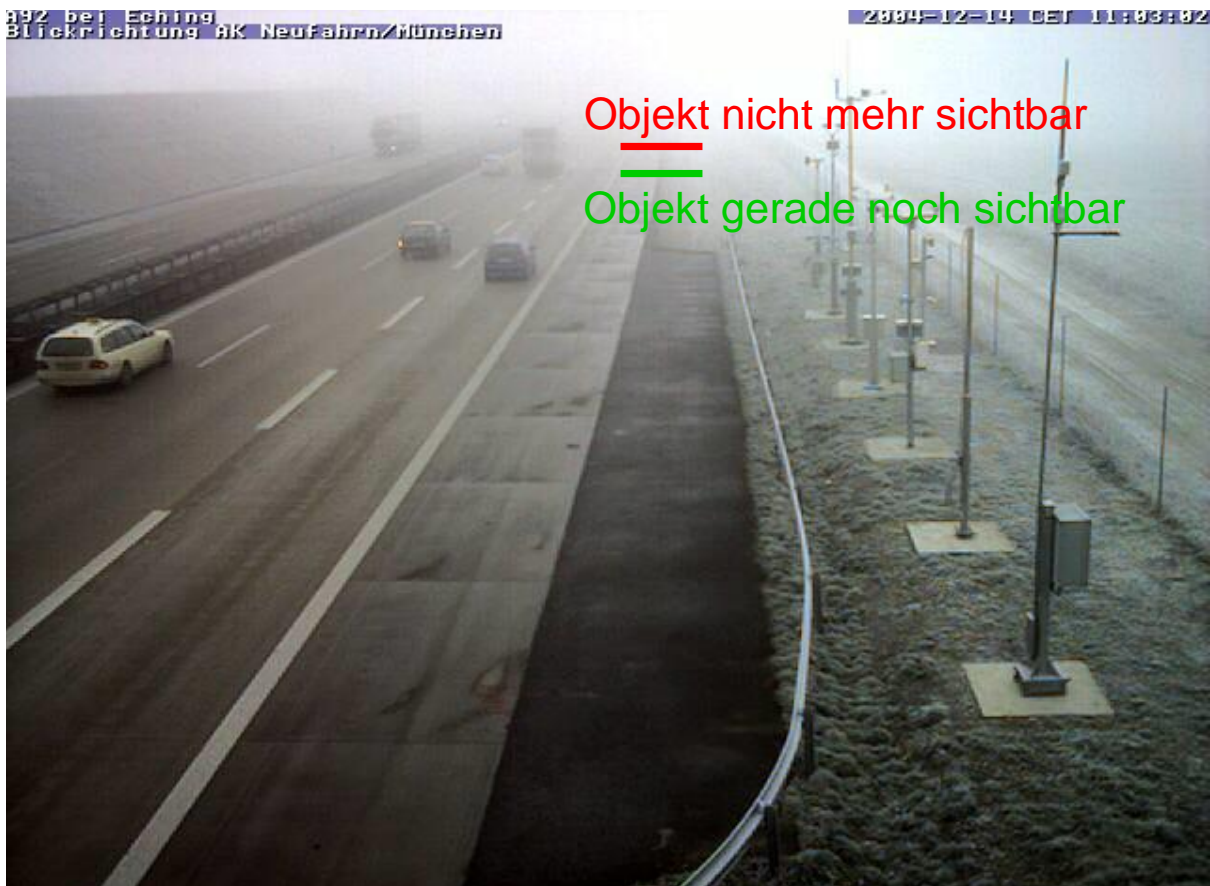 A92 bei Eching
2004-12-14 CET 11:03:02
Blickrichtung AK Neufahrn/München
Objekt nicht mehr sichtbar
Objekt gerade noch sichtbar